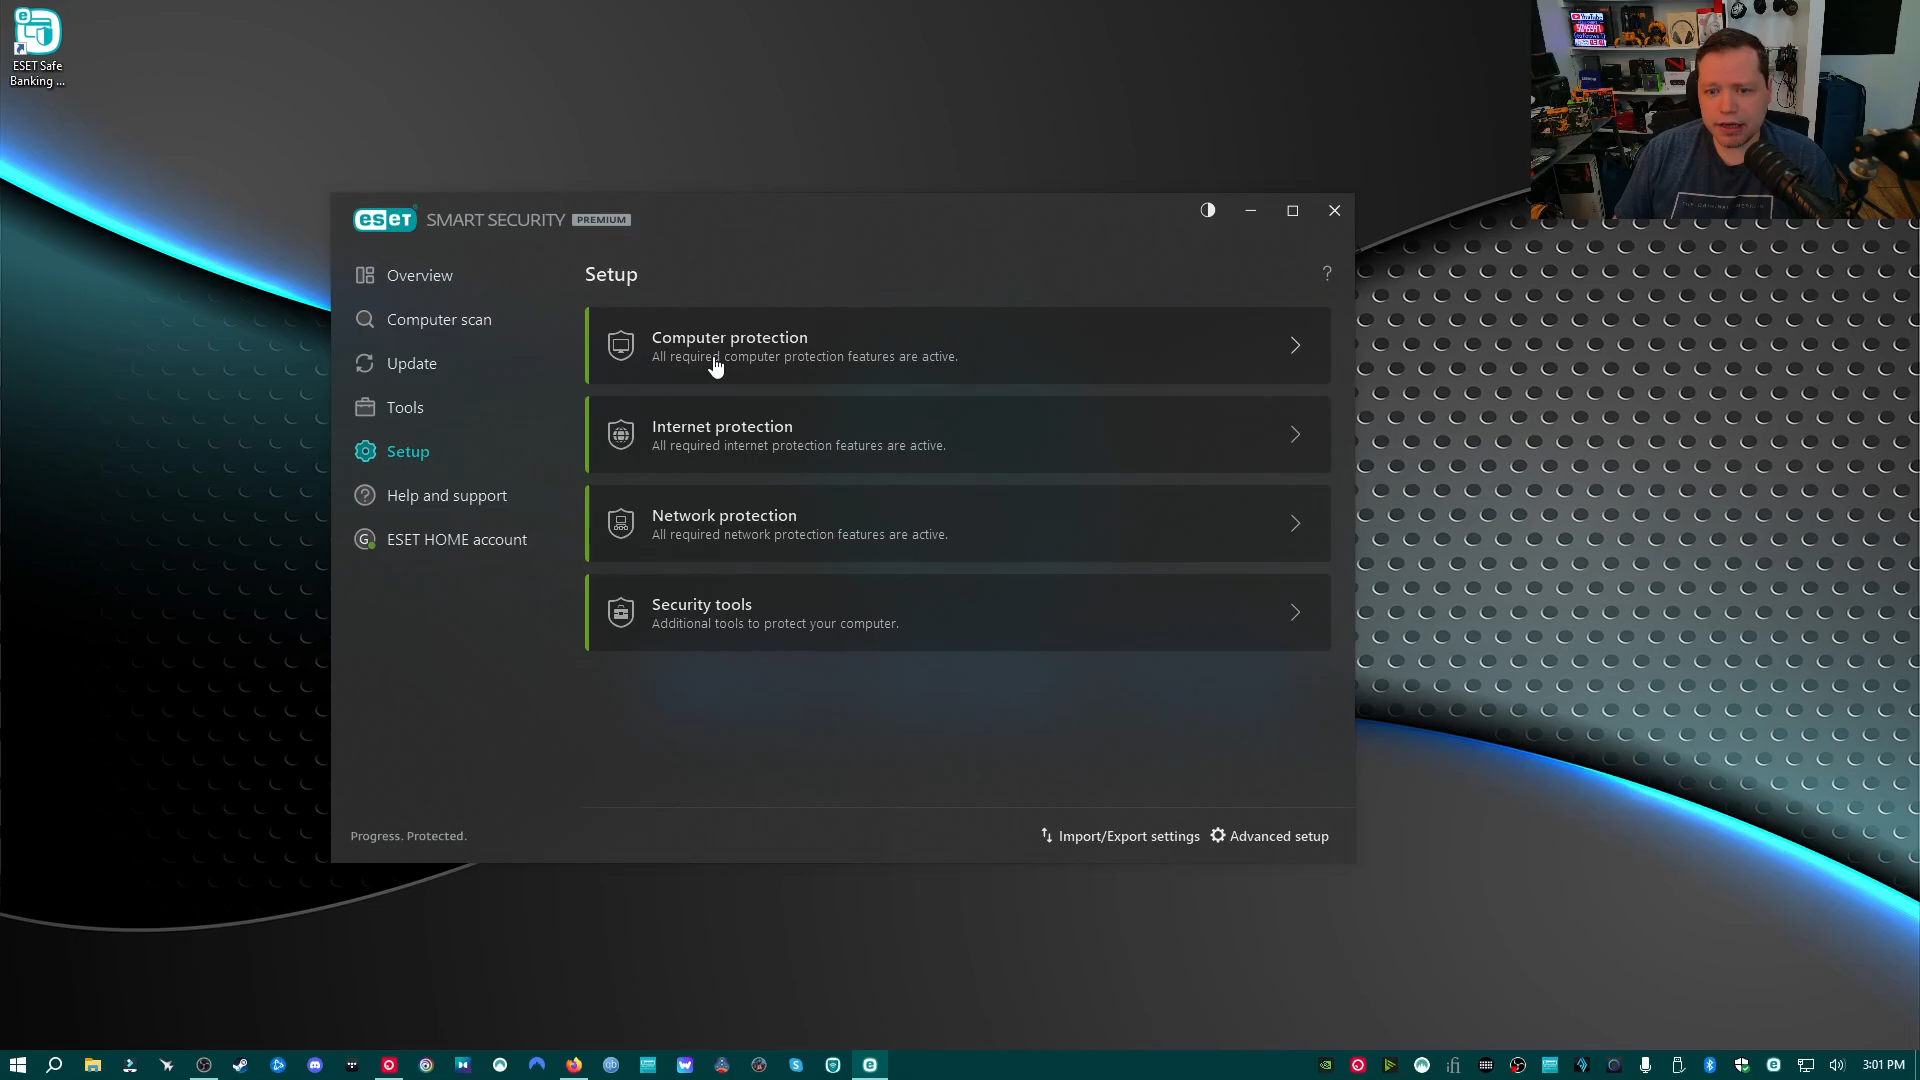 ESET Safe
Banking ...
eseT SMART SECURITY PREMIUM
Overview
Computer scan
Update
Tools
Setup
Help and support
G
ESET HOME account
Setup
?
Computer protection
All required computer protection features are active.
Internet protection
All required internet protection features are active.
Network protection
All required network protection features are active.
Security tools
Additional tools to protect your computer.
Progress. Protected.
Import/Export settings
Advanced setup
YouTube
3:01 PM